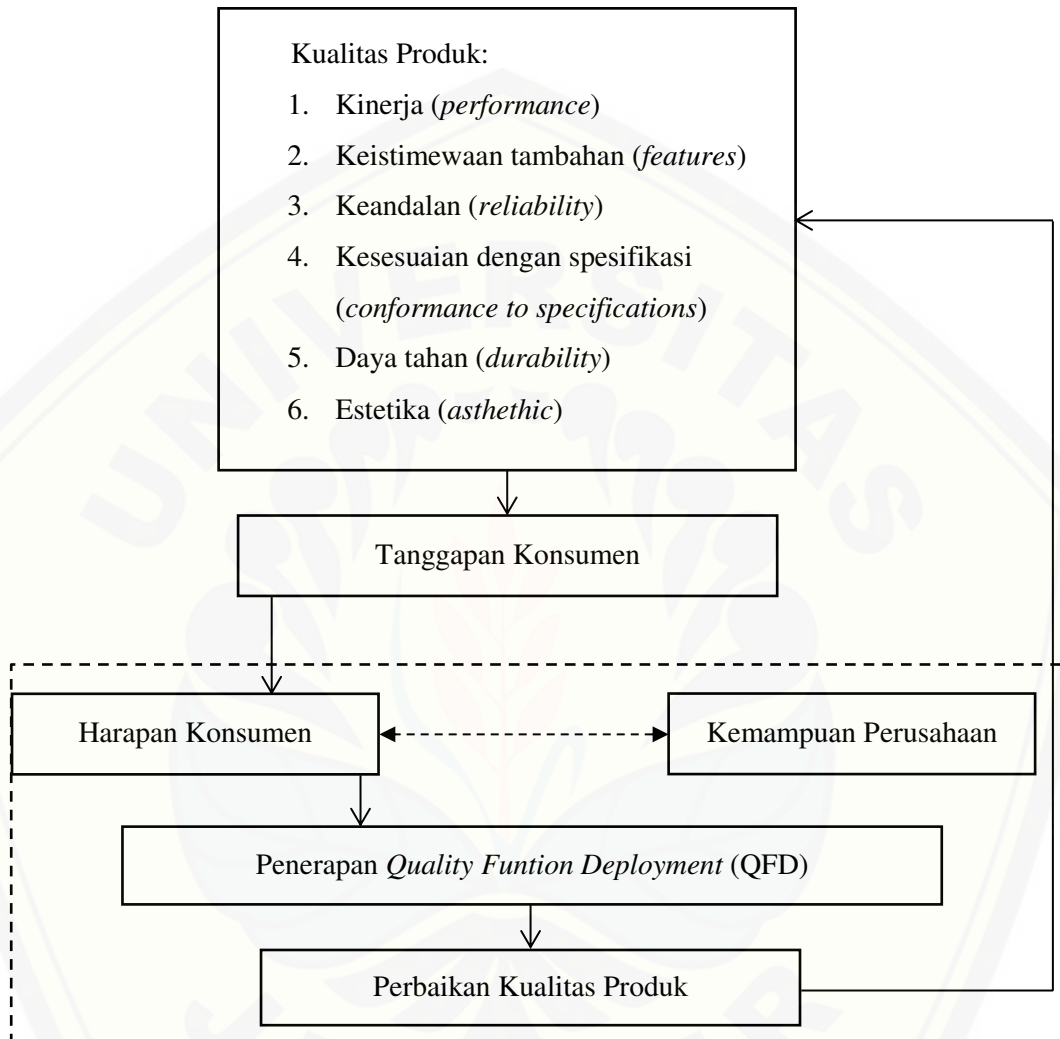 Kualitas Produk:
1. Kinerja (performance)
2. Keistimewaan tambahan (features)
3. Keandalan (reliability)
4. Kesesuaian dengan spesifikasi
(conformance to specifications)
5. Daya tahan (durability)
6. Estetika (asthethic)
UNIVERSITAS
Tanggapan Konsumen
Harapan Konsumen
Kemampuan Perusahaan
Penerapan Quality Funtion Deployment (QFD)
Perbaikan Kualitas Produk